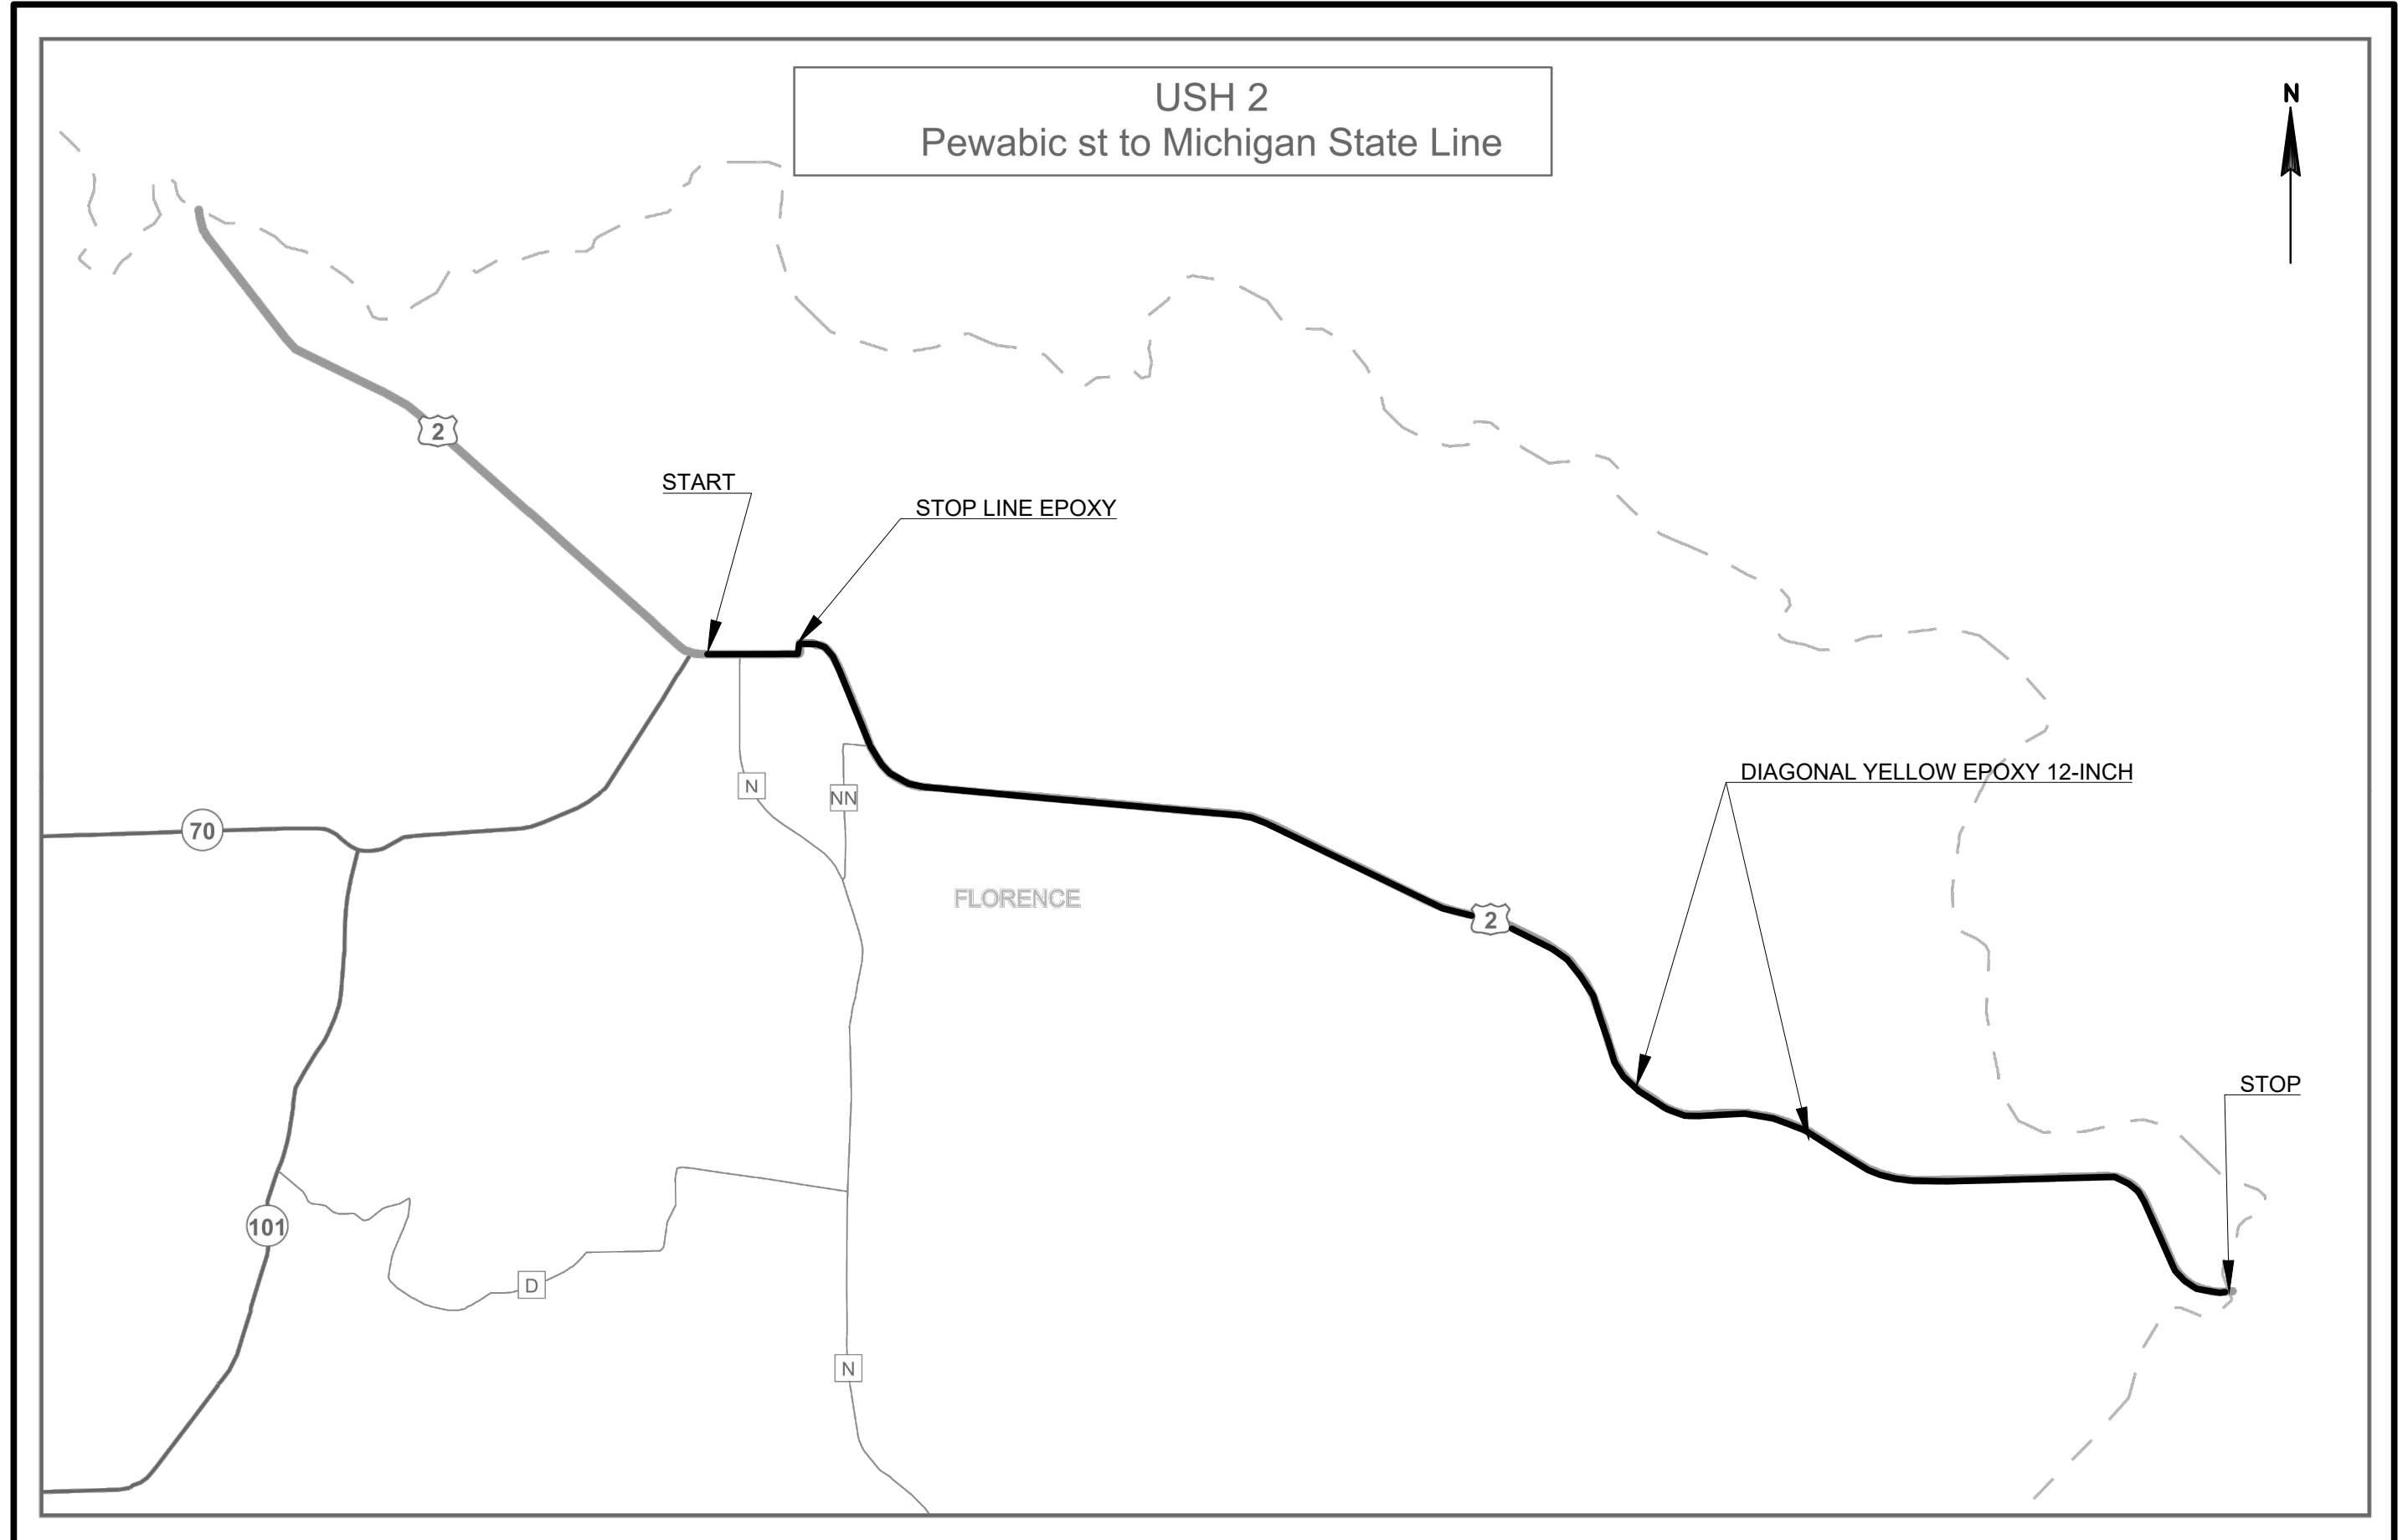 USH 2
Pewabic st to Michigan State Line
N
2
START
STOP LINE EPOXY
DIAGONAL YELLOW EPOXY 12-INCH
N
NN
70
FLORENCE
2
STOP
101
D
N